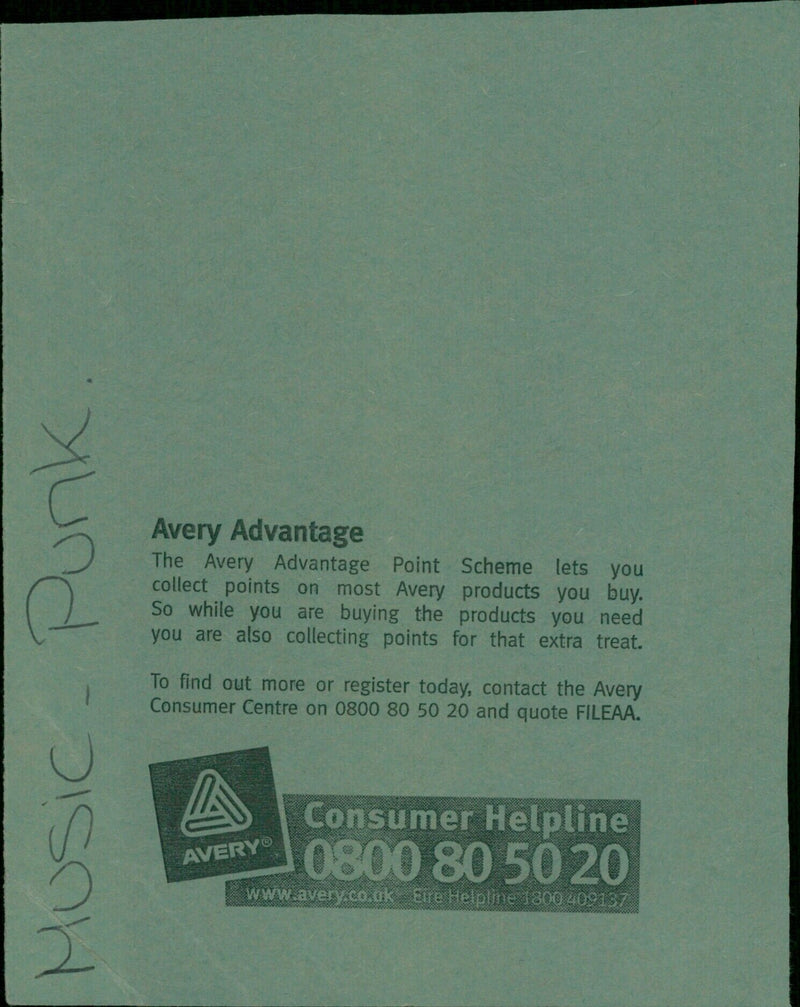 Music - Punk.
Avery Advantage
The Avery Advantage Point Scheme lets you
collect points on most Avery products you buy.
So while you are buying the products you need
you are also collecting points for that extra treat.
To find out more or register today, contact the Avery
Consumer Centre on 0800 80 50 20 and quote FILEAA.
AVERY®
Consumer Helpline
0800 80 50 20
www.avery.co.uk Eire Helpline 1800 409137